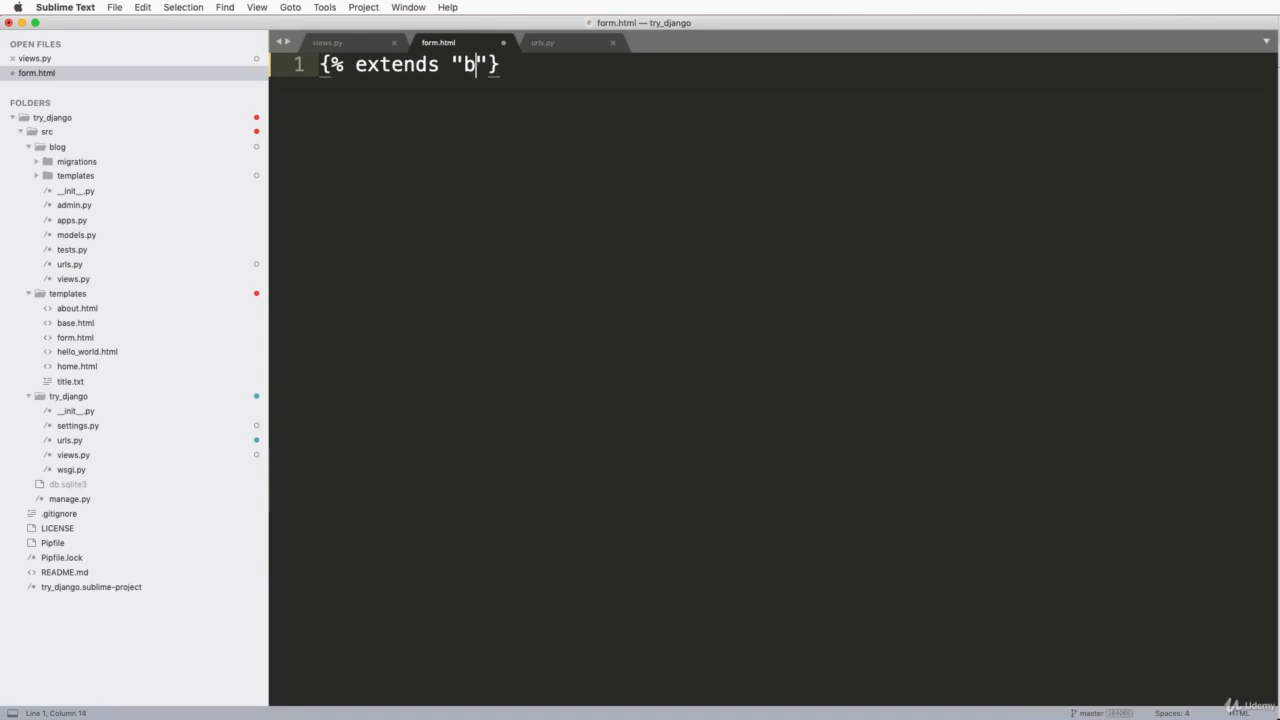 Sublime Text File Edit Selection Find View Goto Tools Project Window Help
form.html — try_django
OPEN FILES
views.py
form.html
FOLDERS
try_django
src
blog
migrations
templates
__init__.py
admin.py
apps.py
models.py
tests.py
urls.py
views.py
templates
about.html
base.html
form.html
hello_world.html
home.html
title.txt
try_django
__init__.py
settings.py
urls.py
views.py
wsgi.py
db.sqlite3
manage.py
.gitignore
LICENSE
Pipfile
Pipfile.lock
README.md
try_django.sublime-project
views.py form.html urls.py
1 {% extends "b"}
Line 1, Column 14
master Spaces: 4 HTML
Udemy